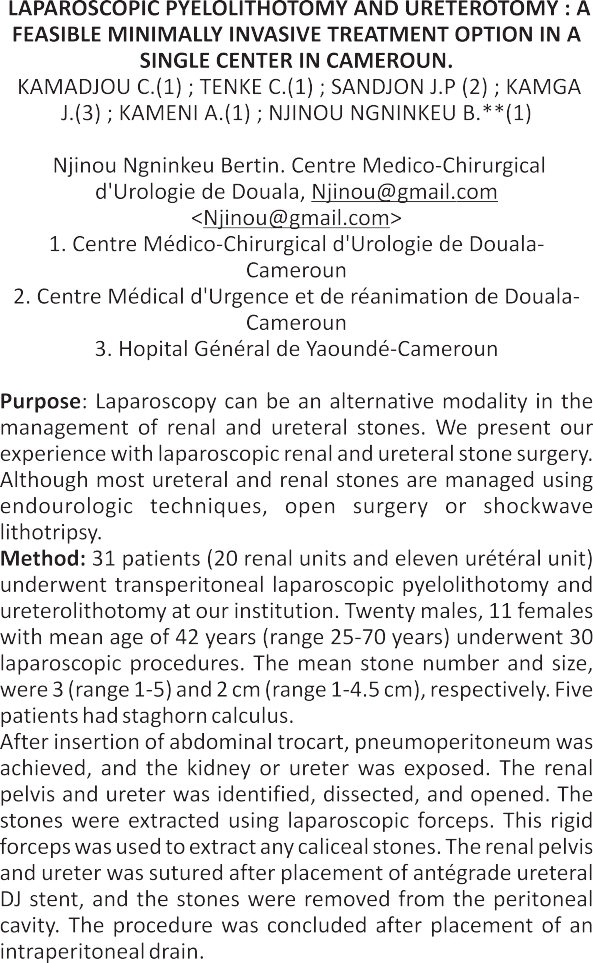 LAPAROSCOPIC PYELOLITHOTOMY AND URETEROTOMY : A
FEASIBLE MINIMALLY INVASIVE TREATMENT OPTION IN A
SINGLE CENTER IN CAMEROUN.
KAMADJOU C.(1) ; TENKE C.(1) ; SANDJON J.P (2) ; KAMGA
J.(3) ; KAMENI A.(1) ; NJINOU NGNINKEU B.**(1)
Njinou Ngninkeu Bertin. Centre Medico-Chirurgical
d'Urologie de Douala, Njinou@gmail.com
<Njinou@gmail.com>
1. Centre Médico-Chirurgical d'Urologie de Douala-
Cameroun
2. Centre Médical d'Urgence et de réanimation de Douala-
Cameroun
3. Hopital Général de Yaoundé-Cameroun
Purpose: Laparoscopy can be an alternative modality in the
management of renal and ureteral stones. We present our
experience with laparoscopic renal and ureteral stone surgery.
Although most ureteral and renal stones are managed using
endourologic techniques, open surgery or shockwave
lithotripsy.
Method: 31 patients (20 renal units and eleven urétéral unit)
underwent transperitoneal laparoscopic pyelolithotomy and
ureterolithotomy at our institution. Twenty males, 11 females
with mean age of 42 years (range 25-70 years) underwent 30
laparoscopic procedures. The mean stone number and size,
were 3 (range 1-5) and 2 cm (range 1-4.5 cm), respectively. Five
patients had staghorn calculus.
After insertion of abdominal trocart, pneumoperitoneum was
achieved, and the kidney or ureter was exposed. The renal
pelvis and ureter was identified, dissected, and opened. The
stones were extracted using laparoscopic forceps. This rigid
forceps was used to extract any caliceal stones. The renal pelvis
and ureter was sutured after placement of antégrade ureteral
DJ stent, and the stones were removed from the peritoneal
cavity. The procedure was concluded after placement of an
intraperitoneal drain.